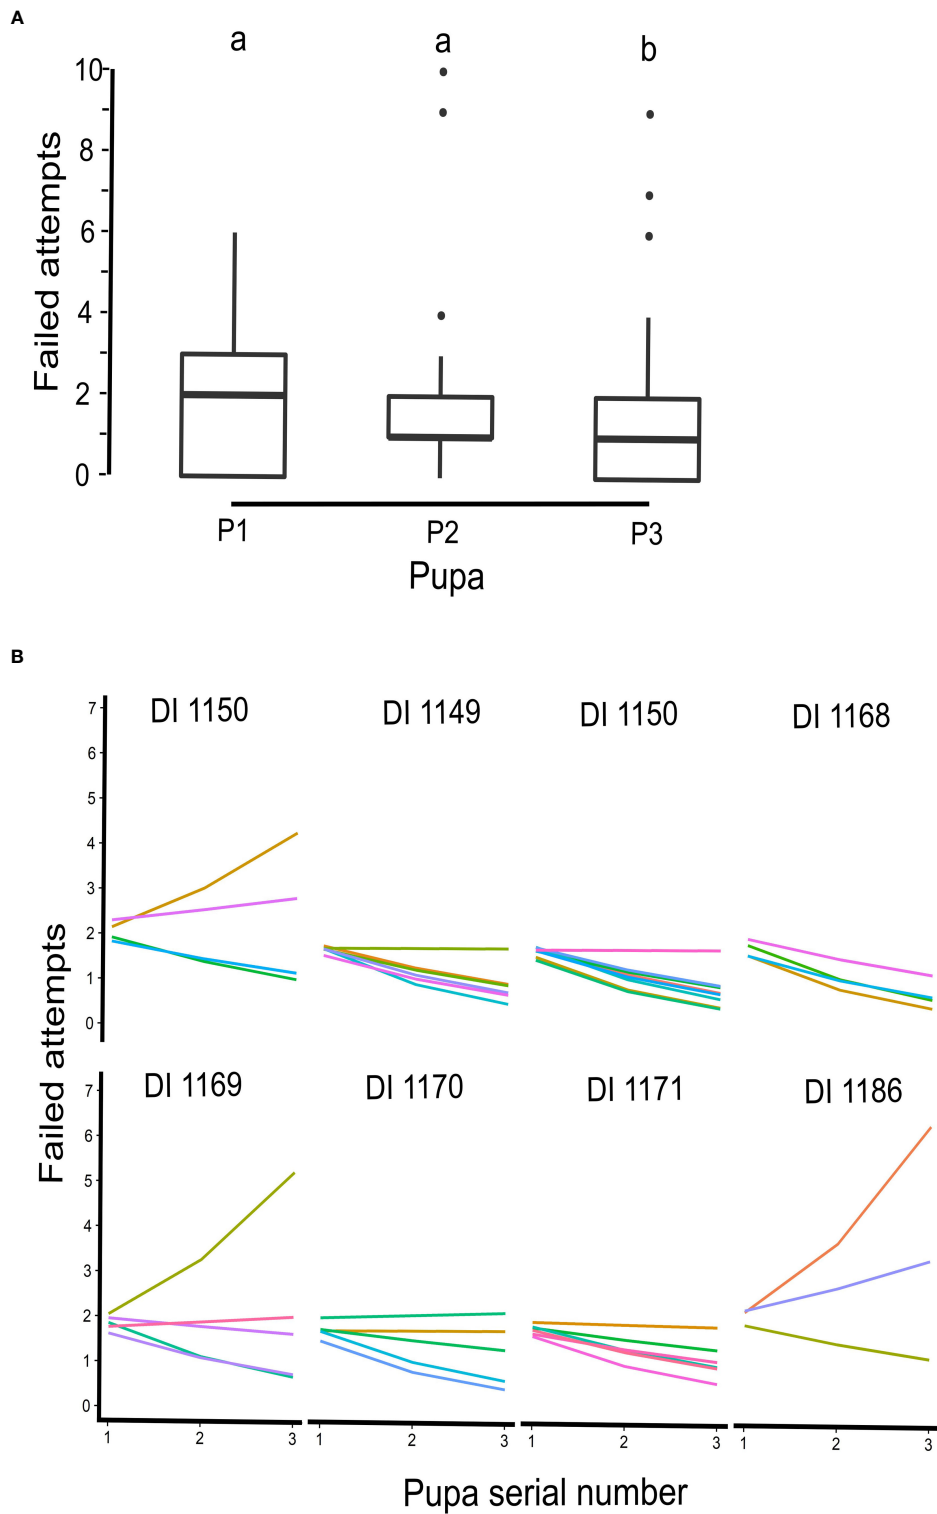 A
a a b
10
8
6
4
2
0
Failed attempts
P1 P2 P3
Pupa
B
DI 1150 DI 1149 DI 1150 DI 1168
7
6
5
4
3
2
1
0
Failed attempts
DI 1169 DI 1170 DI 1171 DI 1186
7
6
5
4
3
2
1
0
1 2 3 1 2 3 1 2 3 1 2 3
Pupa serial number